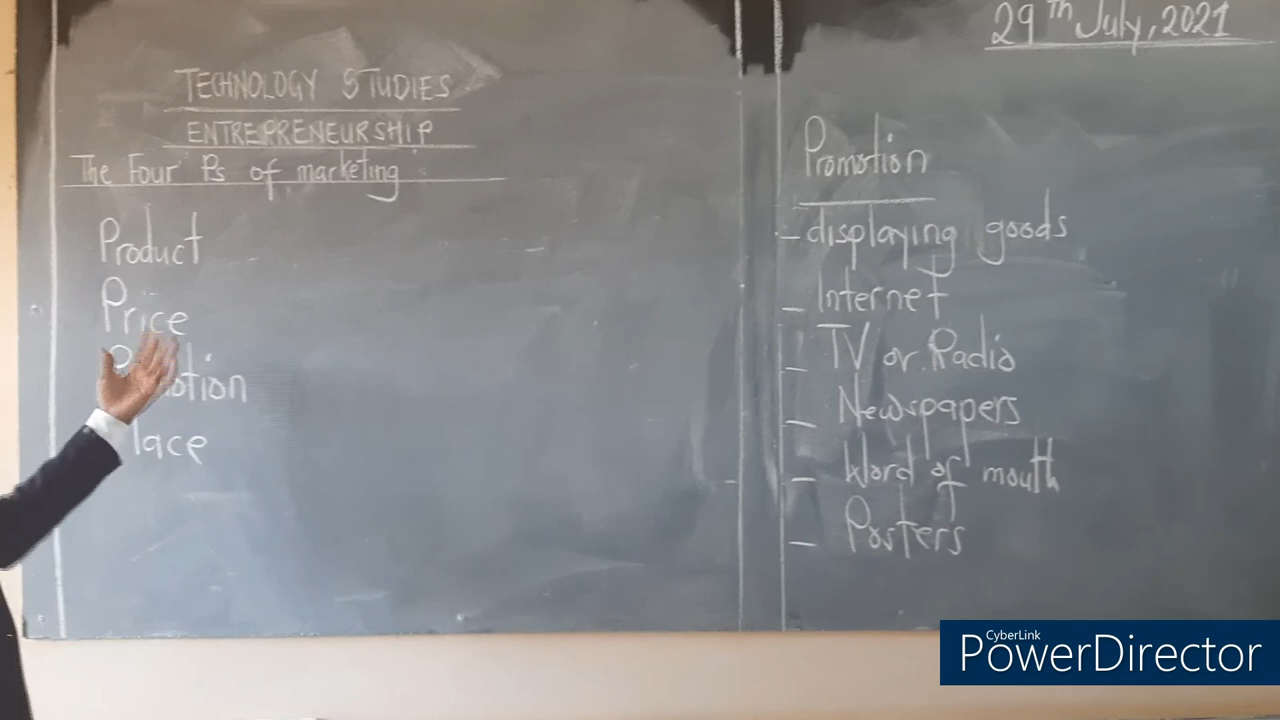 TECHNOLOGY STUDIES
ENTREPRENEURSHIP
The Four Ps of marketing
Product
Price
lace
29th July, 2021
Promotion
- displaying goods
- Internet
- TV or Radio
- Newspapers
- Word of mouth
- Posters
CyberLink
PowerDirector